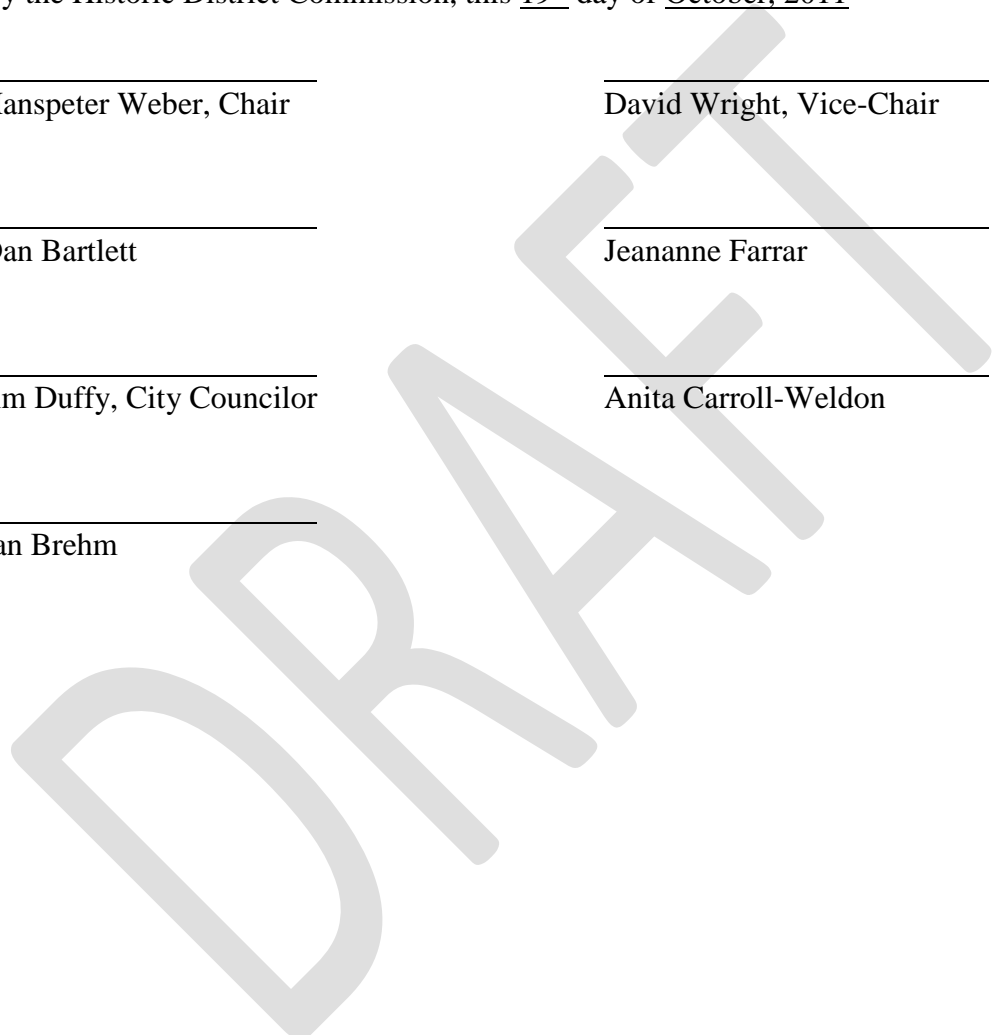 the Historic District Commission, this 19 day of October, 2011
Hanspeter Weber, Chair David Wright, Vice-Chair
Dan Bartlett Jeananne Farrar
Duffy, City Councilor Anita Carroll-Weldon
Brehm
DRAFT